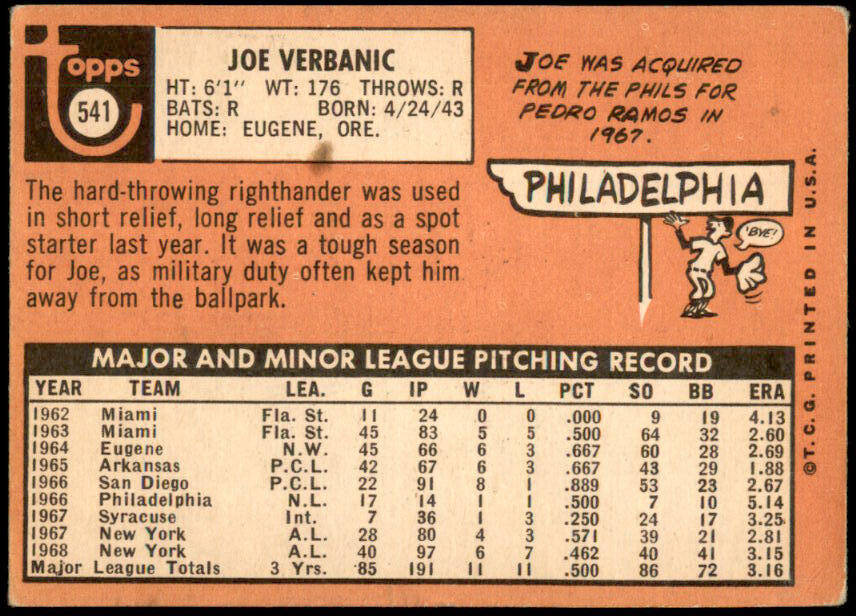 topps
541
JOE VERBANIC
HT: 6'1" WT: 176 THROWS: R
BATS: R BORN: 4/24/43
HOME: EUGENE, ORE.
The hard-throwing righthander was used
in short relief, long relief and as a spot
starter last year. It was a tough season
for Joe, as military duty often kept him
away from the ballpark.
JOE WAS ACQUIRED
FROM THE PHILS FOR
PEDRO RAMOS IN
1967.
PHILADELPHIA
'BYE!
©T.C.G. PRINTED IN U.S.A.
MAJOR AND MINOR LEAGUE PITCHING RECORD
YEAR TEAM LEA. G IP W L PCT SO BB ERA
1962 Miami Fla. St. 11 24 0 0 .000 9 19 4.13
1963 Miami Fla. St. 45 83 5 5 .500 64 32 2.60
1964 Eugene N.W. 45 66 6 3 .667 60 28 2.69
1965 Arkansas P.C.L. 42 67 6 3 .667 43 29 1.88
1966 San Diego P.C.L. 22 91 8 1 .889 53 23 2.67
1966 Philadelphia N.L. 17 14 1 1 .500 7 10 5.14
1967 Syracuse Int. 7 36 1 3 .250 24 17 3.25
1967 New York A.L. 28 80 4 3 .571 39 21 2.81
1968 New York A.L. 40 97 6 7 .462 40 41 3.15
Major League Totals 3 Yrs. 85 191 11 11 .500 86 72 3.16